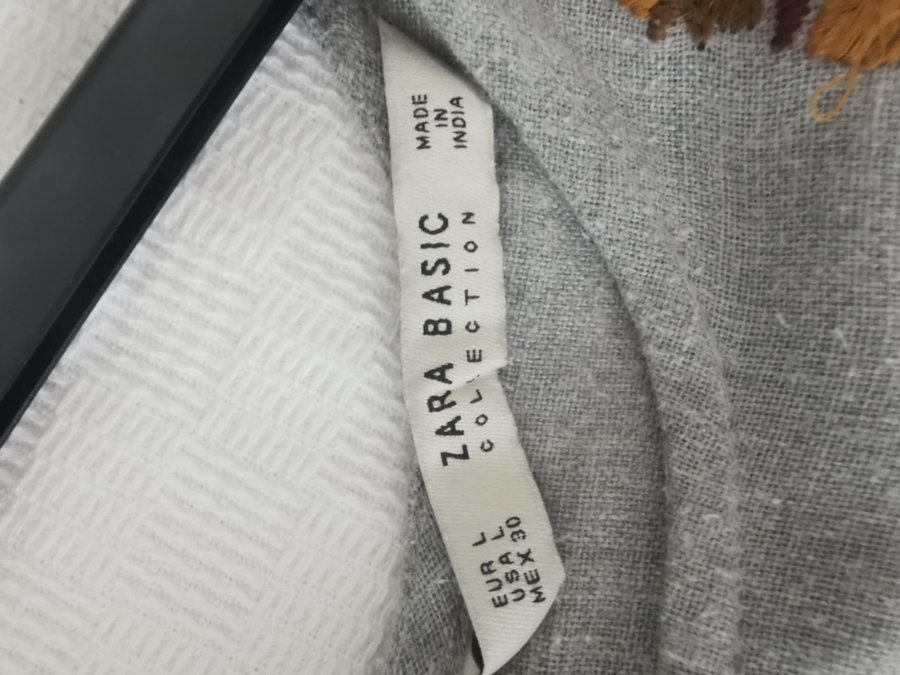 EUR L
USA L
MEX 30
ZARA BASIC
COLLECTION
MADE
IN
INDIA